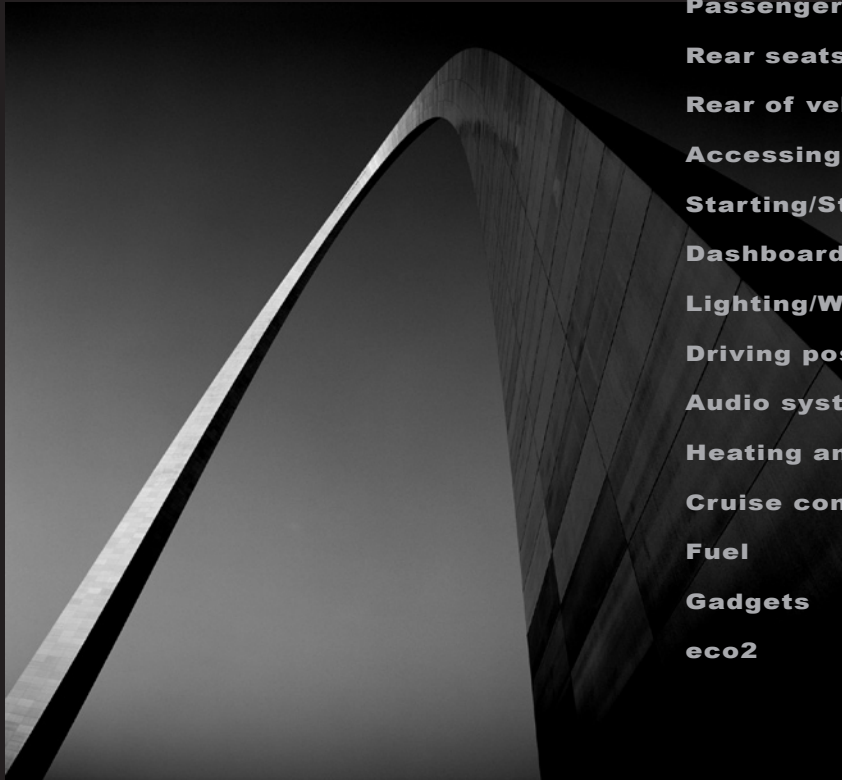 Passenger
Rear seats
Rear of ve
Accessing
Starting/St
Dashboard
Lighting/W
Driving pos
Audio syst
Heating an
Cruise con
Fuel
Gadgets
eco2